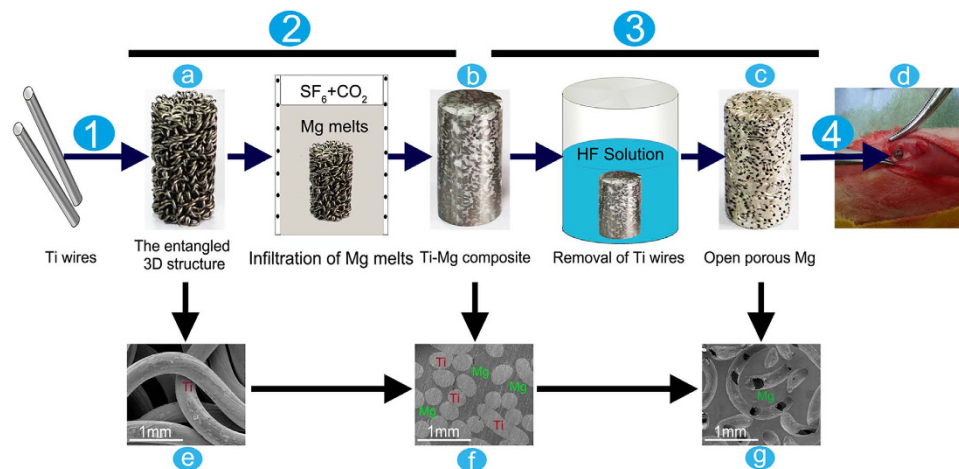 2
3
a
b
c
d
SF6+CO2
Mg melts
HF Solution
1
4
Ti wires
The entangled
3D structure
Infiltration of Mg melts
Ti-Mg composite
Removal of Ti wires
Open porous Mg
Ti
1mm
e
Ti
Mg
Ti
Mg
Ti
1mm
f
Mg
1mm
g